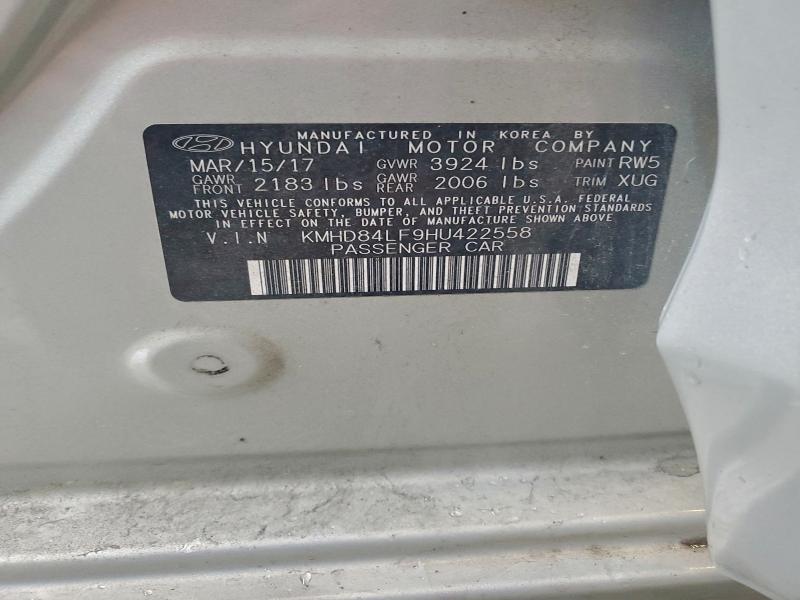 MANUFACTURED IN KOREA BY
HYUNDAI MOTOR COMPANY
MAR/15/17 GVWR 3924 lbs PAINT RW5
GAWR FRONT 2183 lbs GAWR REAR 2006 lbs TRIM XUG
THIS VEHICLE CONFORMS TO ALL APPLICABLE U.S.A. FEDERAL
MOTOR VEHICLE SAFETY, BUMPER, AND THEFT PREVENTION STANDARDS
IN EFFECT ON THE DATE OF MANUFACTURE SHOWN ABOVE.
V.I.N KMHD84LF9HU422558
PASSENGER CAR